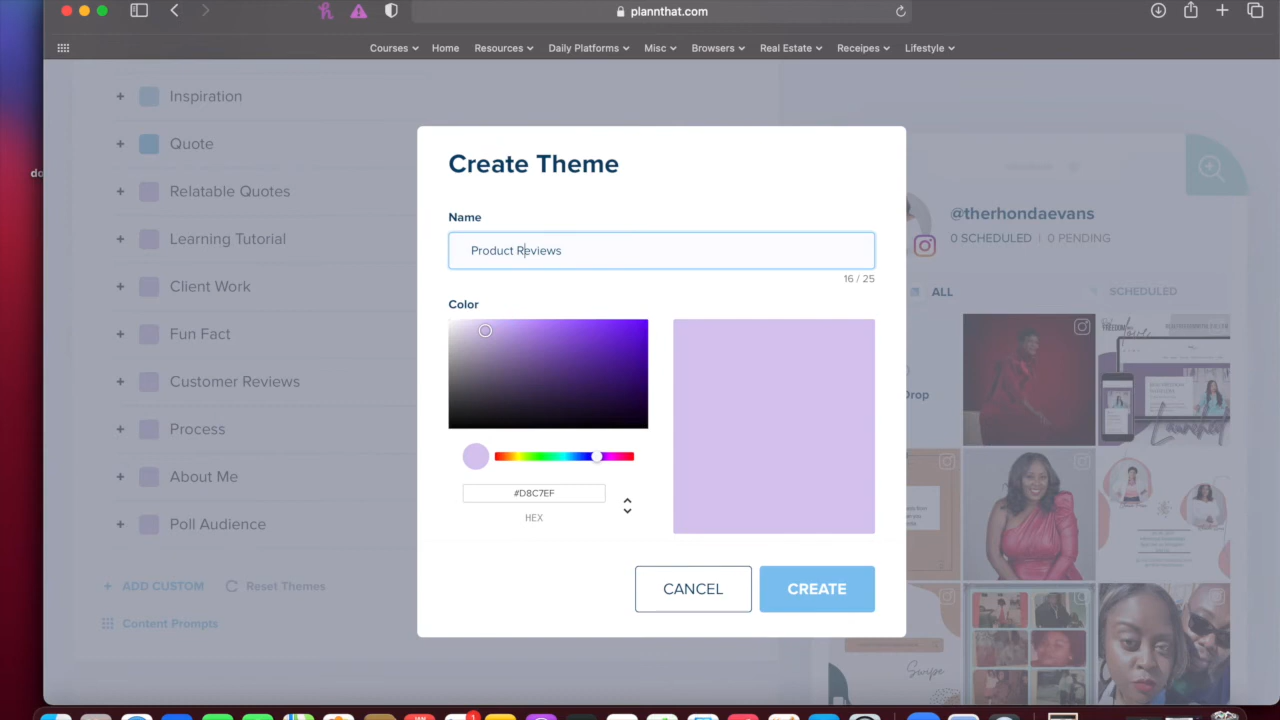 plannthat.com
Courses Home Resources Daily Platforms Misc Browsers Real Estate Receipes Lifestyle
do
Inspiration
Quote
Relatable Quotes
Learning Tutorial
Client Work
Fun Fact
Customer Reviews
Process
About Me
Poll Audience
+ ADD CUSTOM Reset Themes
Content Prompts
Create Theme
Name
Product Reviews
16 / 25
Color
#D8C7EF
HEX
CANCEL CREATE
@therhondaevans
0 SCHEDULED | 0 PENDING
ALL SCHEDULED
Drop
Launch
Swipe
1